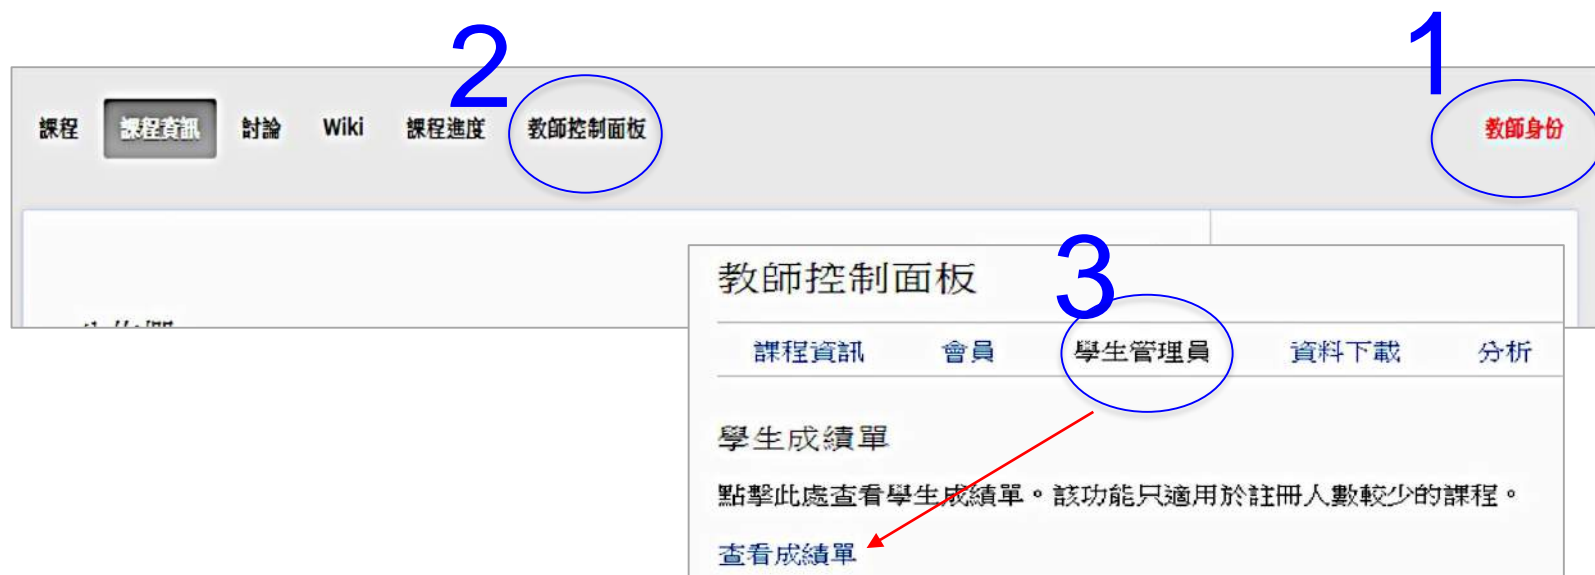 2
1
課程 課程資訊 討論 Wiki 課程進度 教師控制面板 教師身份
3
教師控制面板
課程資訊 會員 學生管理員 資料下載 分析
學生成績單
點擊此處查看學生成績單。該功能只適用於註冊人數較少的課程。
查看成績單